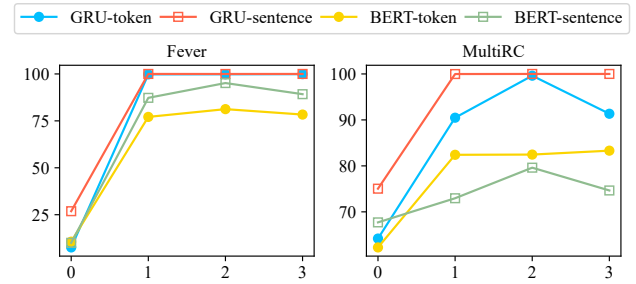 GRU-token GRU-sentence BERT-token BERT-sentence
Fever MultiRC
100 100
75 90
50 80
25 70
0 1 2 3 0 1 2 3